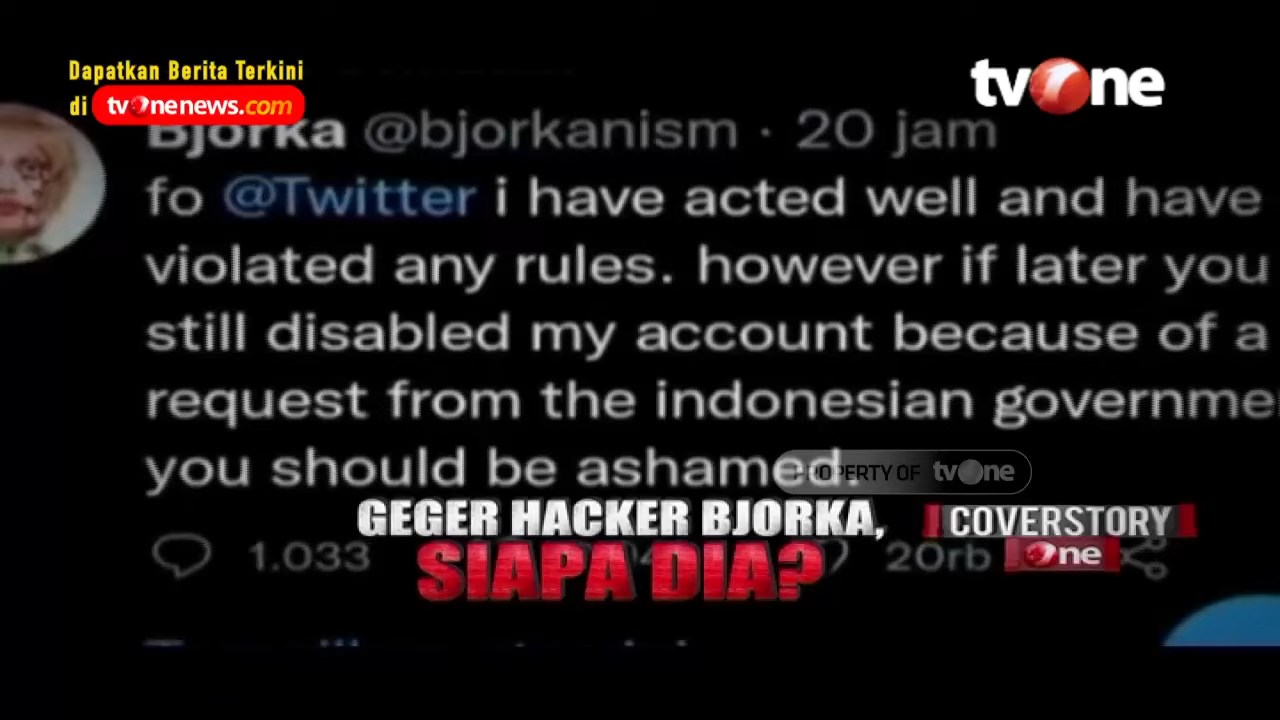 Dapatkan Berita Terkini
di tvOnenews.com
tvOne
Bjorka @bjorkanism · 20 jam
fo @Twitter i have acted well and have
violated any rules. however if later you
still disabled my account because of a
request from the indonesian governme
you should be ashamed.
PROPERTY OF tvOne
GEGER HACKER BJORKA,
SIAPA DIA?
COVERSTORY
One
1.033
20rb